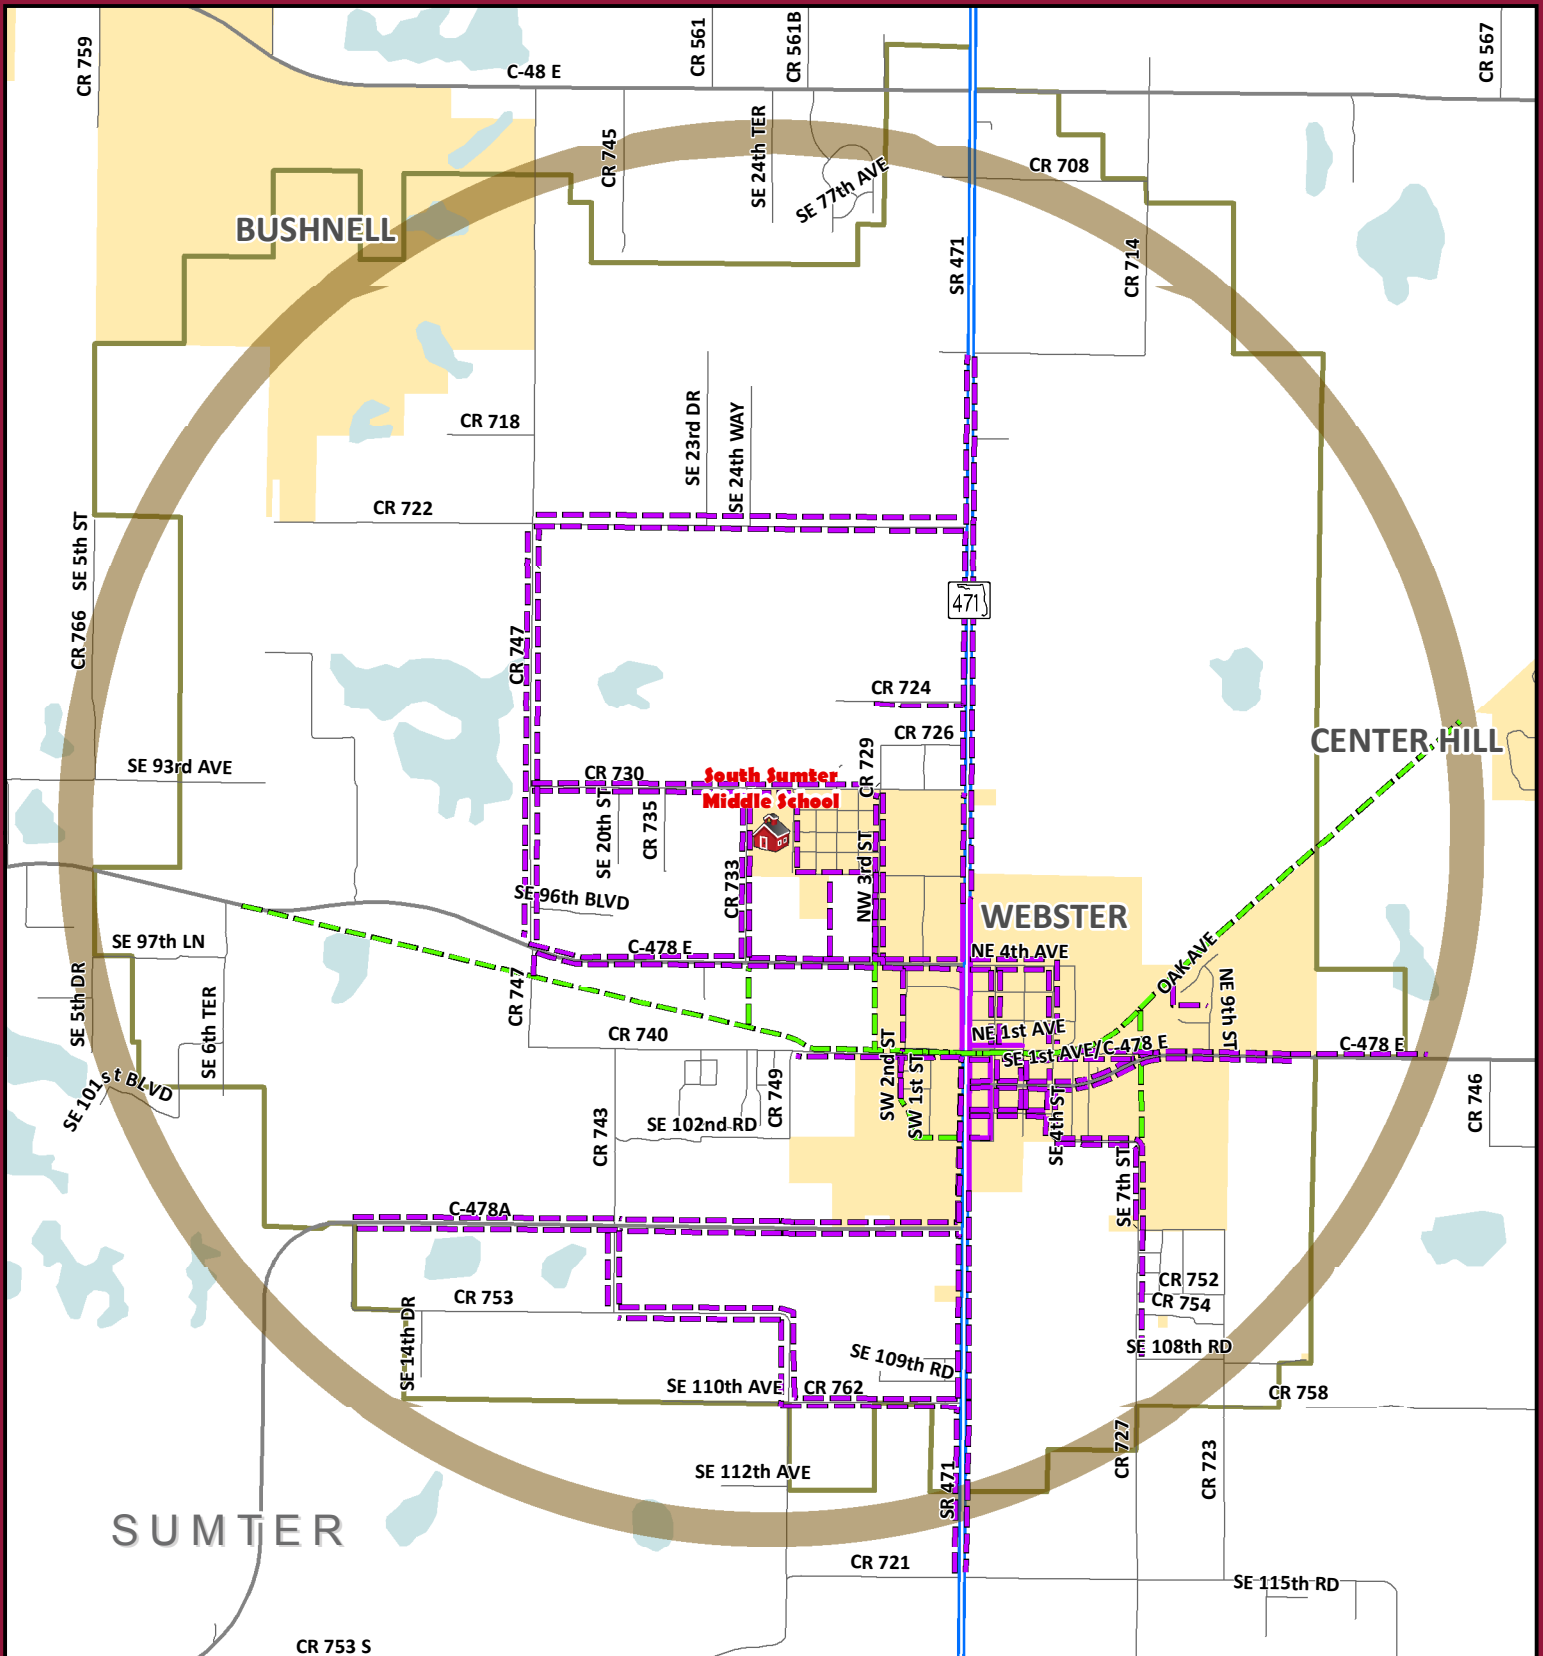 CR 759
CR 561
CR 561B
CR 567
C-48 E
CR 745
SE 24th TER
SE 77th AVE
CR 708
BUSHNELL
SR 471
CR 714
CR 718
SE 23rd DR
SE 24th WAY
CR 722
SE 5th ST
471
CR 766
CR 747
CR 724
CR 726
CENTER HILL
SE 93rd AVE
CR 730
South Sumter
Middle School
CR 729
SE 20th ST
CR 735
CR 733
NW 3rd ST
SE 96th BLVD
WEBSTER
SE 97th LN
C-478 E
NE 4th AVE
OAK AVE
NE 9th ST
SE 5th DR
SE 6th TER
CR 747
CR 740
NE 1st AVE
SE 1st AVE/C-478 E
C-478 E
SE 101st BLVD
CR 743
SE 102nd RD
CR 749
SW 2nd ST
SW 1st ST
SE 4th ST
CR 746
SE 7th ST
C-478A
CR 753
SE 14th DR
CR 752
CR 754
SE 108th RD
SE 109th RD
SE 110th AVE
CR 762
CR 758
CR 727
CR 723
SE 112th AVE
SR 471
SUMTER
CR 721
SE 115th RD
CR 753 S